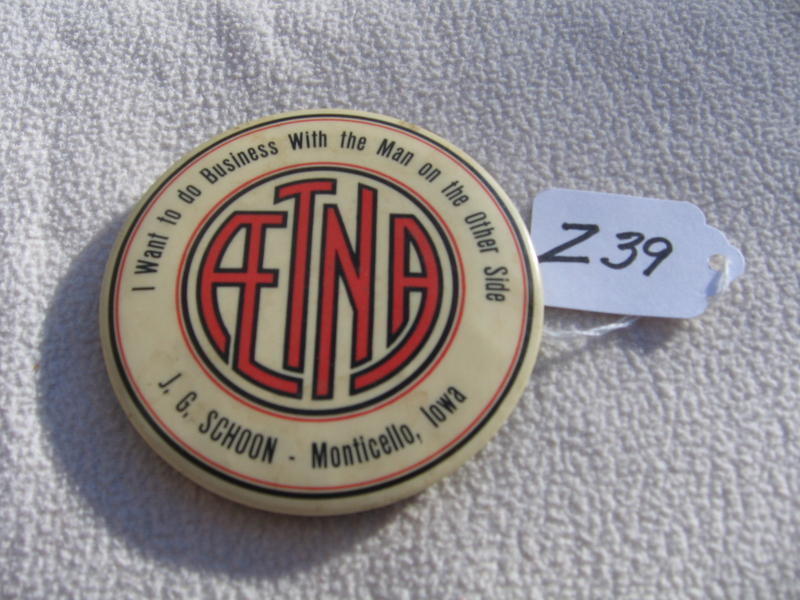 I Want to do Business With the Man on the Other Side
ÆTNA
J. G. SCHOON - Monticello, Iowa
Z39